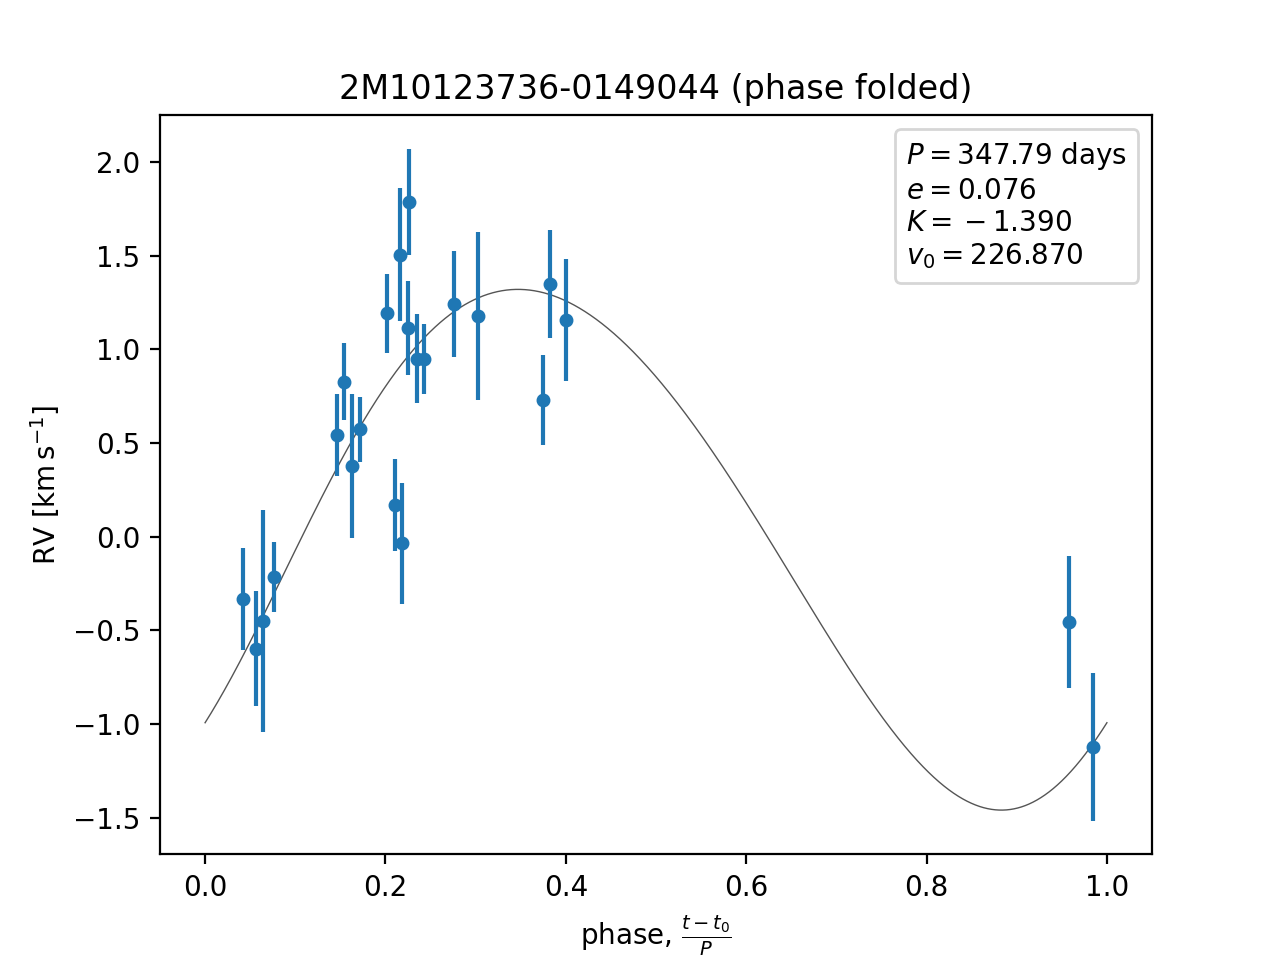 2M10123736-0149044 (phase folded)
P = 347.79 days
e = 0.076
K = −1.390
v₀ = 226.870
2.0
1.5
1.0
0.5
0.0
−0.5
−1.0
−1.5
RV [km s⁻¹]
0.0 0.2 0.4 0.6 0.8 1.0
phase, (t − t₀)/P